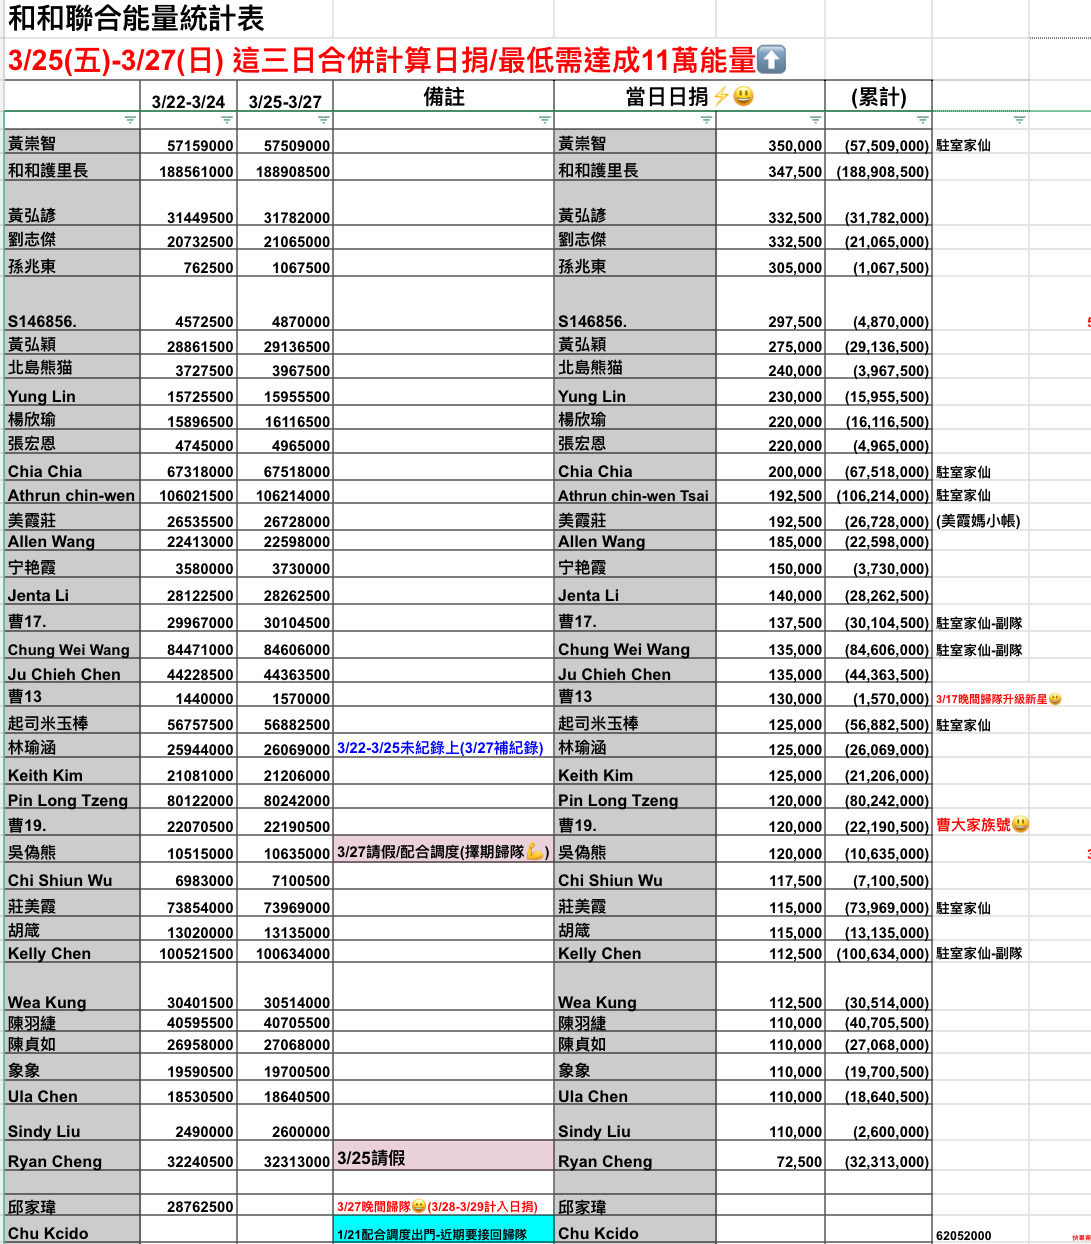 和和聯合能量統計表
3/25(五)-3/27(日) 這三日合併計算日捐/最低需達成11萬能量⬆️
3/22-3/24 3/25-3/27 備註 當日日捐⚡😃 (累計)
黃崇智 57159000 57509000 黃崇智 350,000 (57,509,000) 駐室家仙
和和護里長 188561000 188908500 和和護里長 347,500 (188,908,500)
黃弘諺 31449500 31782000 黃弘諺 332,500 (31,782,000)
劉志傑 20732500 21065000 劉志傑 332,500 (21,065,000)
孫兆東 762500 1067500 孫兆東 305,000 (1,067,500)
S146856. 4572500 4870000 S146856. 297,500 (4,870,000)
黃弘穎 28861500 29136500 黃弘穎 275,000 (29,136,500)
北島熊猫 3727500 3967500 北島熊猫 240,000 (3,967,500)
Yung Lin 15725500 15955500 Yung Lin 230,000 (15,955,500)
楊欣瑜 15896500 16116500 楊欣瑜 220,000 (16,116,500)
張宏恩 4745000 4965000 張宏恩 220,000 (4,965,000)
Chia Chia 67318000 67518000 Chia Chia 200,000 (67,518,000) 駐室家仙
Athrun chin-wen 106021500 106214000 Athrun chin-wen Tsai 192,500 (106,214,000) 駐室家仙
美霞莊 26535500 26728000 美霞莊 192,500 (26,728,000) (美霞媽小帳)
Allen Wang 22413000 22598000 Allen Wang 185,000 (22,598,000)
宁艳霞 3580000 3730000 宁艳霞 150,000 (3,730,000)
Jenta Li 28122500 28262500 Jenta Li 140,000 (28,262,500)
曹17. 29967000 30104500 曹17. 137,500 (30,104,500) 駐室家仙-副隊
Chung Wei Wang 84471000 84606000 Chung Wei Wang 135,000 (84,606,000) 駐室家仙-副隊
Ju Chieh Chen 44228500 44363500 Ju Chieh Chen 135,000 (44,363,500)
曹13 1440000 1570000 曹13 130,000 (1,570,000) 3/17晚間歸隊升級新星😃
起司米玉棒 56757500 56882500 起司米玉棒 125,000 (56,882,500) 駐室家仙
林瑜涵 25944000 26069000 3/22-3/25未紀錄上(3/27補紀錄) 林瑜涵 125,000 (26,069,000)
Keith Kim 21081000 21206000 Keith Kim 125,000 (21,206,000)
Pin Long Tzeng 80122000 80242000 Pin Long Tzeng 120,000 (80,242,000)
曹19. 22070500 22190500 曹19. 120,000 (22,190,500) 曹大家族號😃
吳偽熊 10515000 10635000 3/27請假/配合調度(擇期歸隊💪) 吳偽熊 120,000 (10,635,000)
Chi Shiun Wu 6983000 7100500 Chi Shiun Wu 117,500 (7,100,500)
莊美霞 73854000 73969000 莊美霞 115,000 (73,969,000) 駐室家仙
胡箴 13020000 13135000 胡箴 115,000 (13,135,000)
Kelly Chen 100521500 100634000 Kelly Chen 112,500 (100,634,000) 駐室家仙-副隊
Wea Kung 30401500 30514000 Wea Kung 112,500 (30,514,000)
陳羽緁 40595500 40705500 陳羽緁 110,000 (40,705,500)
陳貞如 26958000 27068000 陳貞如 110,000 (27,068,000)
象象 19590500 19700500 象象 110,000 (19,700,500)
Ula Chen 18530500 18640500 Ula Chen 110,000 (18,640,500)
Sindy Liu 2490000 2600000 Sindy Liu 110,000 (2,600,000)
Ryan Cheng 32240500 32313000 3/25請假 Ryan Cheng 72,500 (32,313,000)
邱家瑋 28762500 3/27晚間歸隊😀(3/28-3/29計入日捐) 邱家瑋
Chu Kcido 1/21配合調度出門-近期要接回歸隊 Chu Kcido 62052000